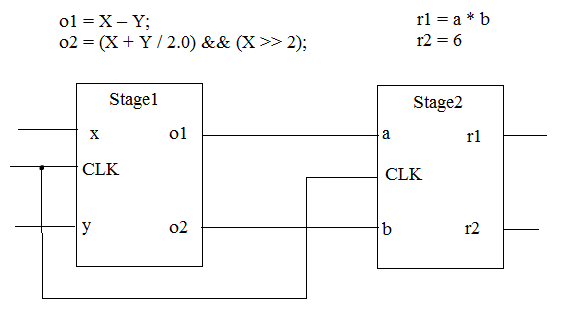 o1 = X – Y;
o2 = (X + Y / 2.0) && (X >> 2);
r1 = a * b
r2 = 6
Stage1
x o1
CLK
y o2
Stage2
a r1
CLK
b r2